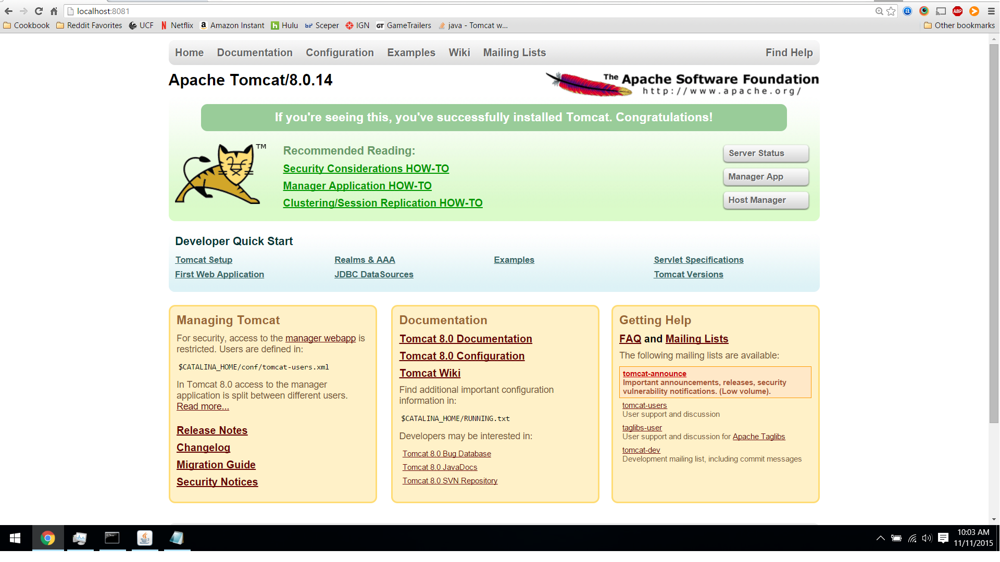 localhost:8081
ABP
Cookbook Reddit Favorites UCF Netflix Amazon Instant Hulu Sceper IGN GameTrailers java - Tomcat w... Other bookmarks
Home Documentation Configuration Examples Wiki Mailing Lists Find Help
Apache Tomcat/8.0.14
The Apache Software Foundation
http://www.apache.org/
If you're seeing this, you've successfully installed Tomcat. Congratulations!
TM
Recommended Reading:
Security Considerations HOW-TO
Manager Application HOW-TO
Clustering/Session Replication HOW-TO
Server Status
Manager App
Host Manager
Developer Quick Start
Tomcat Setup
First Web Application
Realms & AAA
JDBC DataSources
Examples
Servlet Specifications
Tomcat Versions
Managing Tomcat
For security, access to the manager webapp is
restricted. Users are defined in:
$CATALINA_HOME/conf/tomcat-users.xml
In Tomcat 8.0 access to the manager
application is split between different users.
Read more...
Release Notes
Changelog
Migration Guide
Security Notices
Documentation
Tomcat 8.0 Documentation
Tomcat 8.0 Configuration
Tomcat Wiki
Find additional important configuration
information in:
$CATALINA_HOME/RUNNING.txt
Developers may be interested in:
Tomcat 8.0 Bug Database
Tomcat 8.0 JavaDocs
Tomcat 8.0 SVN Repository
Getting Help
FAQ and Mailing Lists
The following mailing lists are available:
tomcat-announce
Important announcements, releases, security
vulnerability notifications. (Low volume).
tomcat-users
User support and discussion
taglibs-user
User support and discussion for Apache Taglibs
tomcat-dev
Development mailing list, including commit messages
10:03 AM
11/11/2015